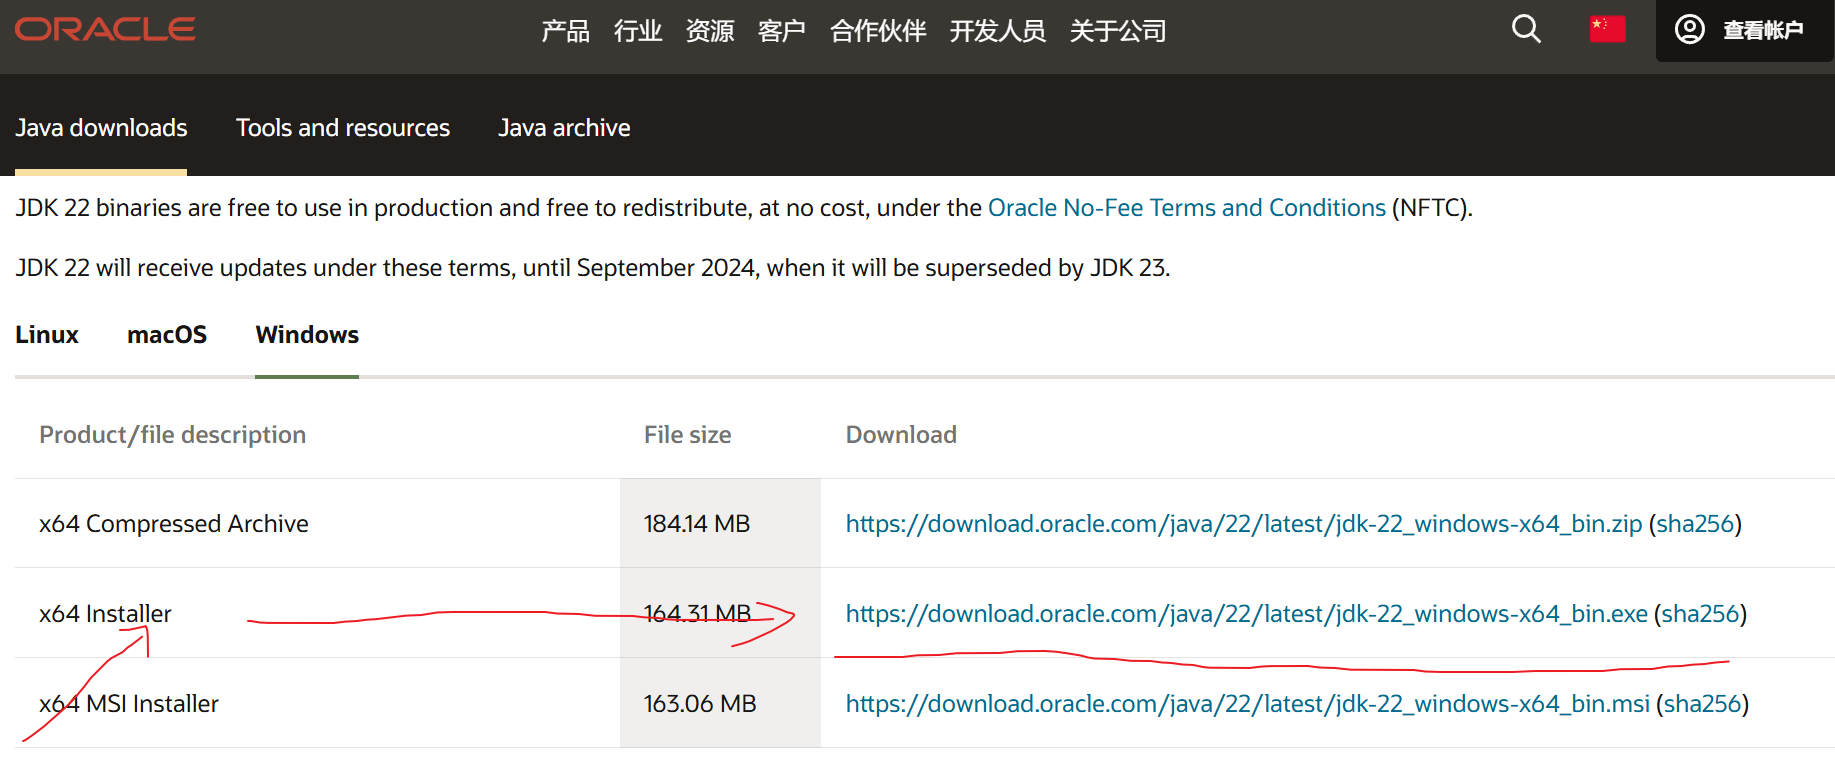 ORACLE
产品 行业 资源 客户 合作伙伴 开发人员 关于公司 查看帐户
Java downloads Tools and resources Java archive
JDK 22 binaries are free to use in production and free to redistribute, at no cost, under the Oracle No-Fee Terms and Conditions (NFTC).
JDK 22 will receive updates under these terms, until September 2024, when it will be superseded by JDK 23.
Linux macOS Windows
Product/file description File size Download
x64 Compressed Archive 184.14 MB https://download.oracle.com/java/22/latest/jdk-22_windows-x64_bin.zip (sha256)
x64 Installer 164.31 MB https://download.oracle.com/java/22/latest/jdk-22_windows-x64_bin.exe (sha256)
x64 MSI Installer 163.06 MB https://download.oracle.com/java/22/latest/jdk-22_windows-x64_bin.msi (sha256)